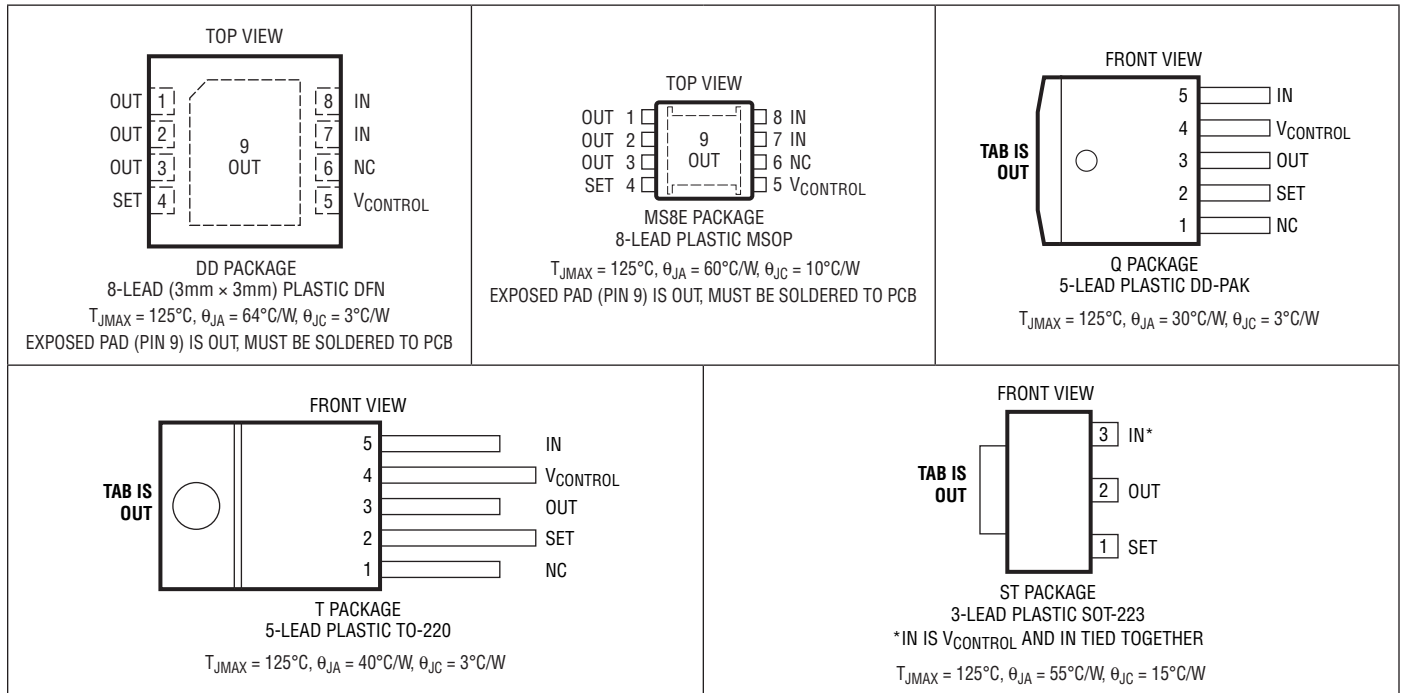 TOP VIEW
OUT 1
OUT 2
OUT 3
SET 4
9
OUT
8 IN
7 IN
6 NC
5 VCONTROL
DD PACKAGE
8-LEAD (3mm × 3mm) PLASTIC DFN
TJMAX = 125°C, θJA = 64°C/W, θJC = 3°C/W
EXPOSED PAD (PIN 9) IS OUT, MUST BE SOLDERED TO PCB
TOP VIEW
OUT 1
OUT 2
OUT 3
SET 4
9
OUT
8 IN
7 IN
6 NC
5 VCONTROL
MS8E PACKAGE
8-LEAD PLASTIC MSOP
TJMAX = 125°C, θJA = 60°C/W, θJC = 10°C/W
EXPOSED PAD (PIN 9) IS OUT, MUST BE SOLDERED TO PCB
FRONT VIEW
TAB IS
OUT
5 IN
4 VCONTROL
3 OUT
2 SET
1 NC
Q PACKAGE
5-LEAD PLASTIC DD-PAK
TJMAX = 125°C, θJA = 30°C/W, θJC = 3°C/W
FRONT VIEW
TAB IS
OUT
5 IN
4 VCONTROL
3 OUT
2 SET
1 NC
T PACKAGE
5-LEAD PLASTIC TO-220
TJMAX = 125°C, θJA = 40°C/W, θJC = 3°C/W
FRONT VIEW
TAB IS
OUT
3 IN*
2 OUT
1 SET
ST PACKAGE
3-LEAD PLASTIC SOT-223
*IN IS VCONTROL AND IN TIED TOGETHER
TJMAX = 125°C, θJA = 55°C/W, θJC = 15°C/W